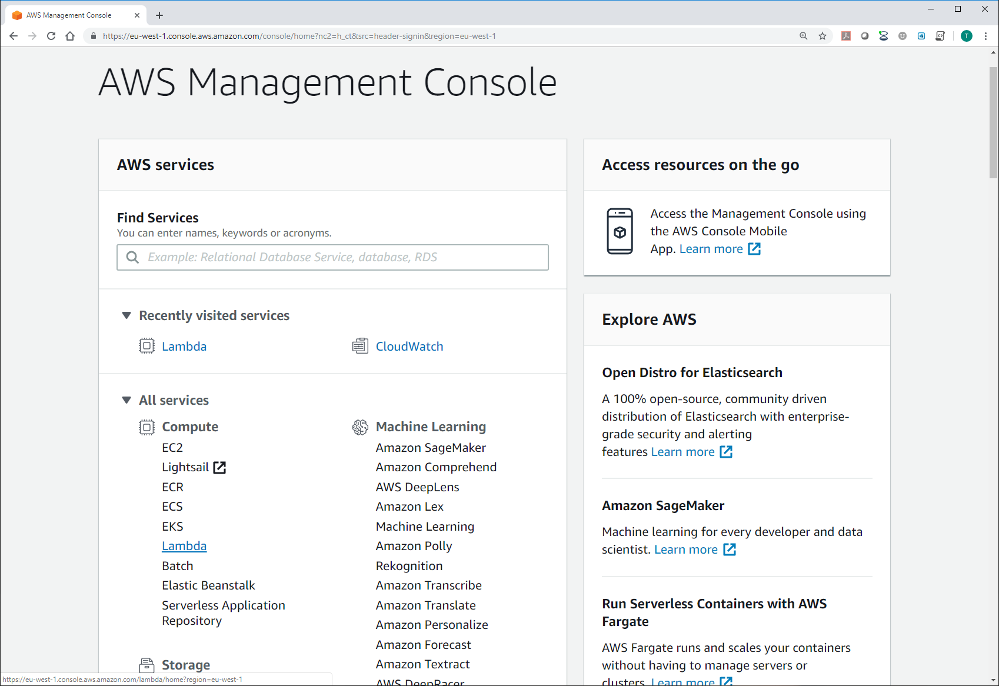 AWS Management Console
https://eu-west-1.console.aws.amazon.com/console/home?nc2=h_ct&src=header-signin&region=eu-west-1
T
AWS Management Console
AWS services
Find Services
You can enter names, keywords or acronyms.
Example: Relational Database Service, database, RDS
Recently visited services
Lambda
CloudWatch
All services
Compute
EC2
Lightsail
ECR
ECS
EKS
Lambda
Batch
Elastic Beanstalk
Serverless Application
Repository
Storage
Machine Learning
Amazon SageMaker
Amazon Comprehend
AWS DeepLens
Amazon Lex
Machine Learning
Amazon Polly
Rekognition
Amazon Transcribe
Amazon Translate
Amazon Personalize
Amazon Forecast
Amazon Textract
AWS DeepRacer
Access resources on the go
Access the Management Console using
the AWS Console Mobile
App. Learn more
Explore AWS
Open Distro for Elasticsearch
A 100% open-source, community driven
distribution of Elasticsearch with enterprise-
grade security and alerting
features Learn more
Amazon SageMaker
Machine learning for every developer and data
scientist. Learn more
Run Serverless Containers with AWS
Fargate
AWS Fargate runs and scales your containers
without having to manage servers or
clusters. Learn more
https://eu-west-1.console.aws.amazon.com/lambda/home?region=eu-west-1